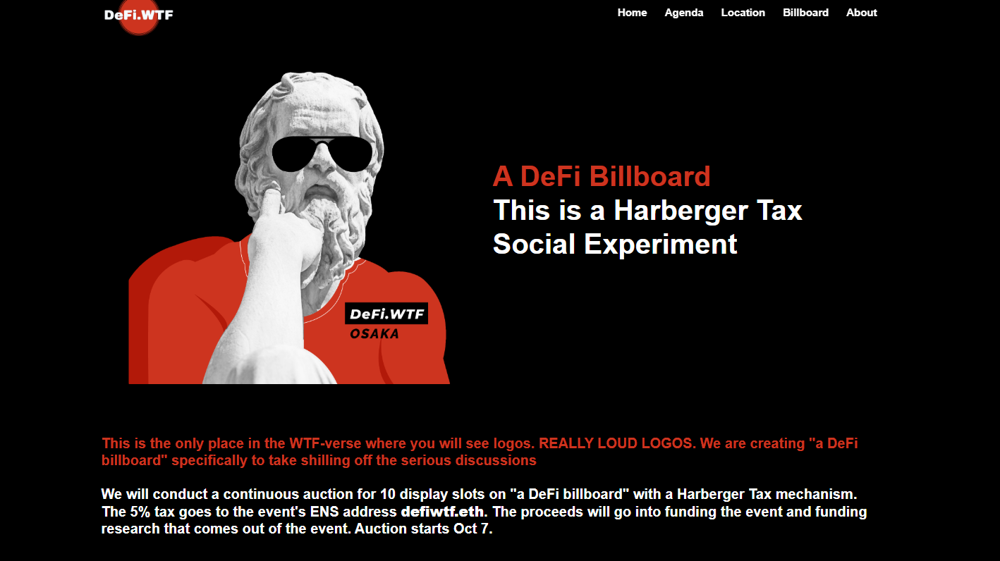 DeFi.WTF
Home Agenda Location Billboard About
A DeFi Billboard
This is a Harberger Tax
Social Experiment
DeFi.WTF
OSAKA
This is the only place in the WTF-verse where you will see logos. REALLY LOUD LOGOS. We are creating "a DeFi
billboard" specifically to take shilling off the serious discussions
We will conduct a continuous auction for 10 display slots on "a DeFi billboard" with a Harberger Tax mechanism.
The 5% tax goes to the event's ENS address defiwtf.eth. The proceeds will go into funding the event and funding
research that comes out of the event. Auction starts Oct 7.